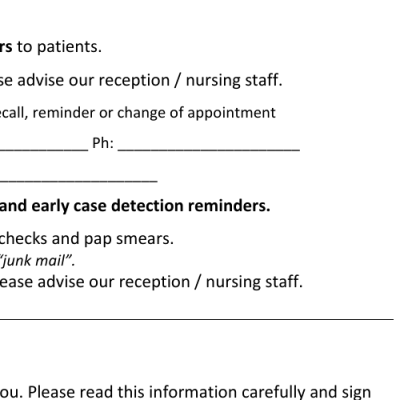 rs to patients.
se advise our reception / nursing staff.
ecall, reminder or change of appointment
___________ Ph: ______________________
___________________
and early case detection reminders.
checks and pap smears.
"junk mail".
ease advise our reception / nursing staff.
ou. Please read this information carefully and sign